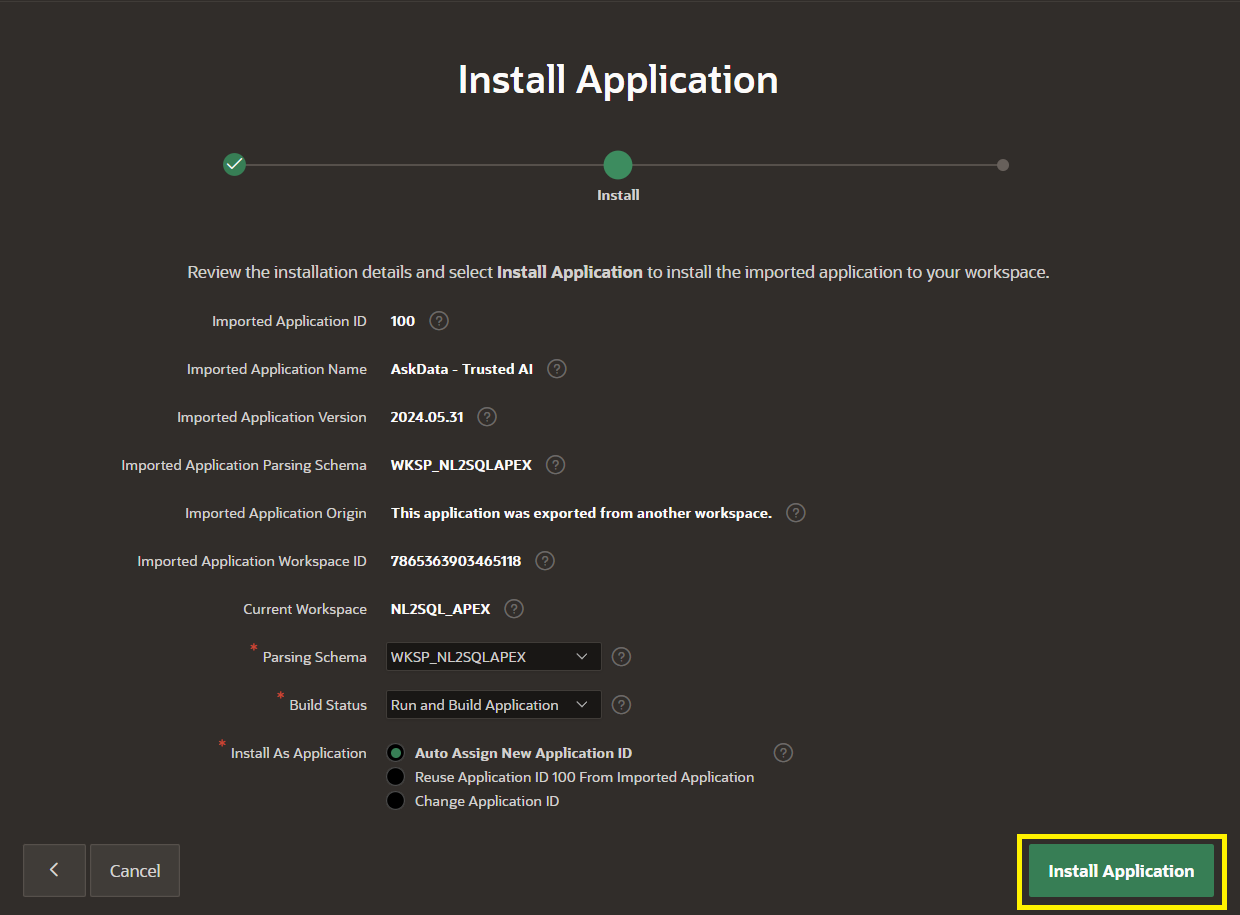 Install Application
Install
Review the installation details and select Install Application to install the imported application to your workspace.
Imported Application ID 100 ?
Imported Application Name AskData - Trusted AI ?
Imported Application Version 2024.05.31 ?
Imported Application Parsing Schema WKSP_NL2SQLAPEX ?
Imported Application Origin This application was exported from another workspace. ?
Imported Application Workspace ID 7865363903465118 ?
Current Workspace NL2SQL_APEX ?
* Parsing Schema WKSP_NL2SQLAPEX ?
* Build Status Run and Build Application ?
* Install As Application Auto Assign New Application ID ?
Reuse Application ID 100 From Imported Application
Change Application ID
Cancel Install Application